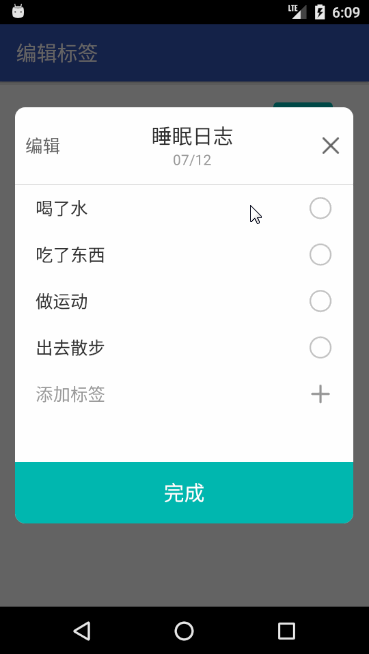 LTE 6:09
编辑标签
编辑
睡眠日志
07/12
喝了水
吃了东西
做运动
出去散步
添加标签
完成